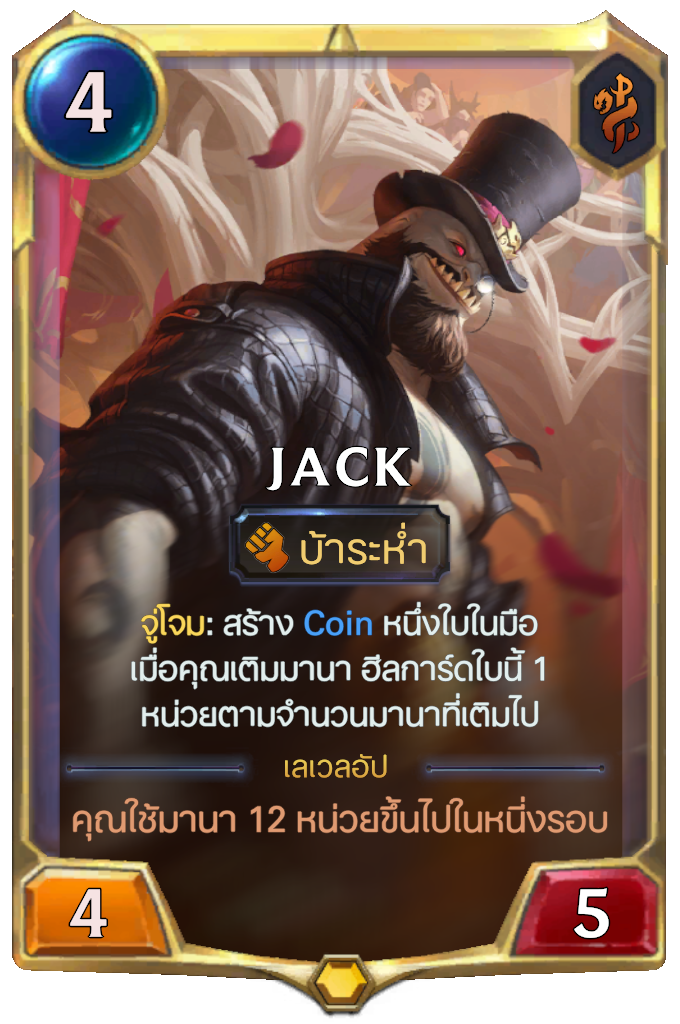 4
JACK
บ้าระห่ำ
จู่โจม: สร้าง Coin หนึ่งใบในมือ
เมื่อคุณเติมมานา ฮีลการ์ดใบนี้ 1
หน่วยตามจำนวนมานาที่เติมไป
เลเวลอัป
คุณใช้มานา 12 หน่วยขึ้นไปในหนึ่งรอบ
4
5